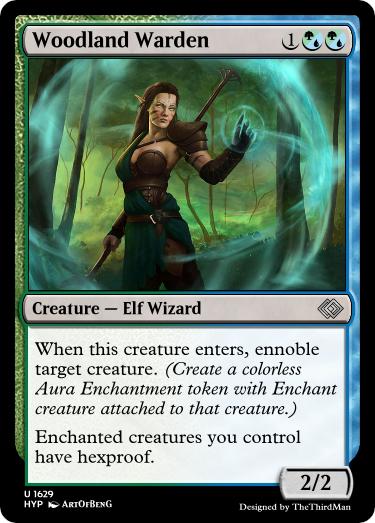 Woodland Warden 1
Creature — Elf Wizard
When this creature enters, ennoble
target creature. (Create a colorless
Aura Enchantment token with Enchant
creature attached to that creature.)
Enchanted creatures you control
have hexproof.
2/2
U 1629
HYP ArtOfBenG
Designed by TheThirdMan